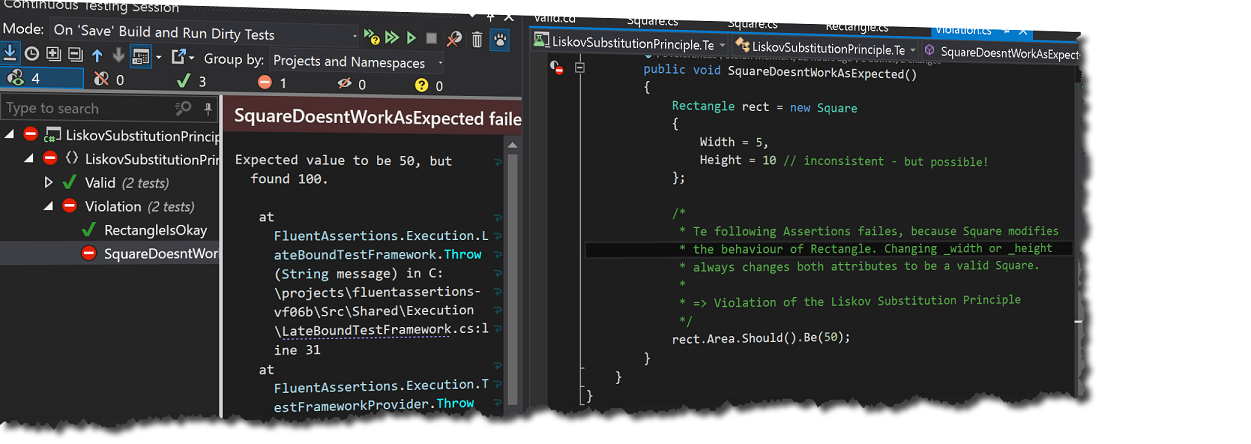 Continuous Testing Session
Mode: On 'Save' Build and Run Dirty Tests
Group by: Projects and Namespaces
4 0 3 1 0 0
Type to search
LiskovSubstitutionPrincip
LiskovSubstitutionPrin
Valid (2 tests)
Violation (2 tests)
RectangleIsOkay
SquareDoesntWor
SquareDoesntWorkAsExpected faile
Expected value to be 50, but
found 100.
at
FluentAssertions.Execution.L
ateBoundTestFramework.Throw
(String message) in C:
\projects\fluentassertions-
vf06b\Src\Shared\Execution
\LateBoundTestFramework.cs:l
ine 31
at
FluentAssertions.Execution.T
estFrameworkProvider.Throw
Valid.cd Square.cs Square.cs Rectangle.cs Violation.cs
LiskovSubstitutionPrinciple.Te LiskovSubstitutionPrinciple.Te SquareDoesntWorkAsExpect
public void SquareDoesntWorkAsExpected()
{
Rectangle rect = new Square
{
Width = 5,
Height = 10 // inconsistent - but possible!
};
/*
* Te following Assertions failes, because Square modifies
* the behaviour of Rectangle. Changing _width or _height
* always changes both attributes to be a valid Square.
*
* => Violation of the Liskov Substitution Principle
*/
rect.Area.Should().Be(50);
}
}
}